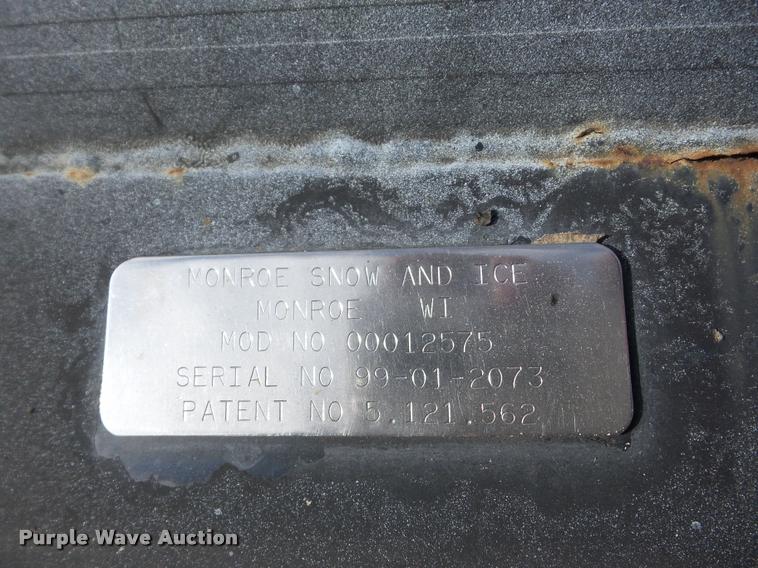 MONROE SNOW AND ICE
MONROE WI
MOD NO 00012575
SERIAL NO 99-01-2073
PATENT NO 5.121.562
Purple Wave Auction